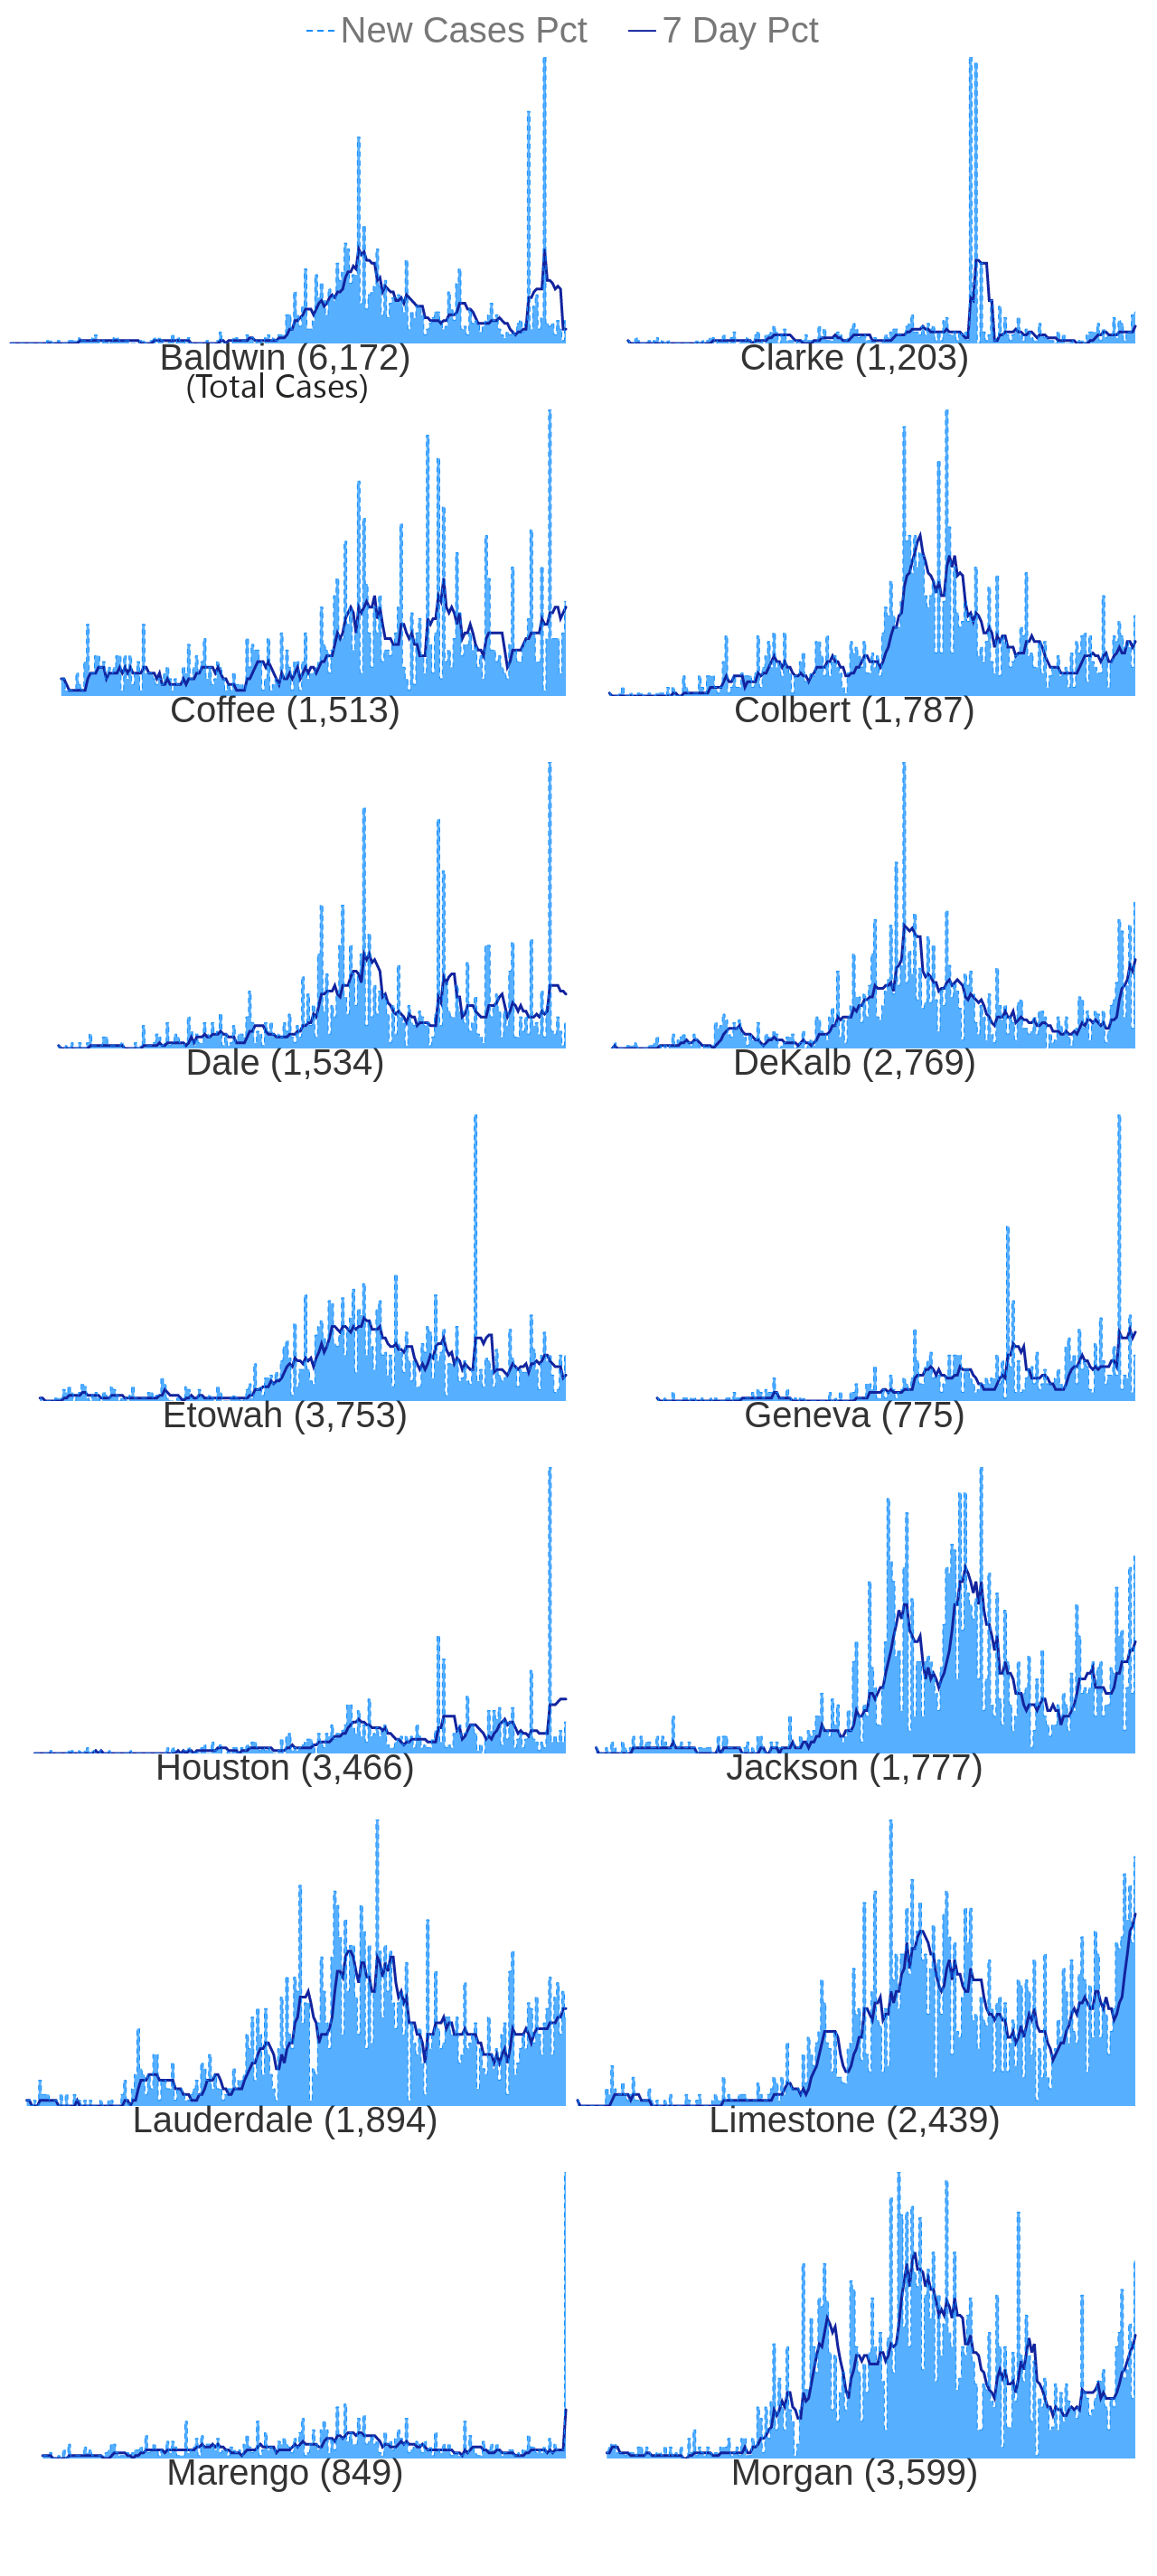 New Cases Pct 7 Day Pct
Baldwin (6,172) Clarke (1,203)
(Total Cases)
Coffee (1,513) Colbert (1,787)
Dale (1,534) DeKalb (2,769)
Etowah (3,753) Geneva (775)
Houston (3,466) Jackson (1,777)
Lauderdale (1,894) Limestone (2,439)
Marengo (849) Morgan (3,599)